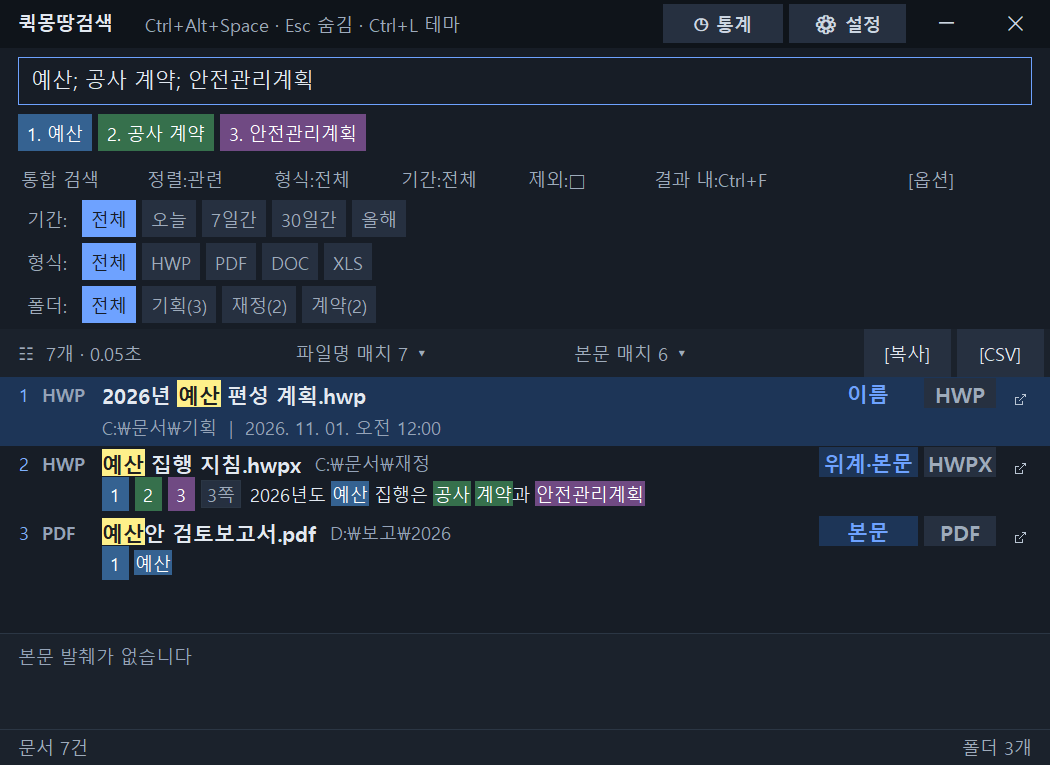 퀵몽땅검색 Ctrl+Alt+Space · Esc 숨김 · Ctrl+L 테마 통계 설정
예산; 공사 계약; 안전관리계획
1. 예산 2. 공사 계약 3. 안전관리계획
통합 검색 정렬:관련 형식:전체 기간:전체 제외:□ 결과 내:Ctrl+F [옵션]
기간: 전체 오늘 7일간 30일간 올해
형식: 전체 HWP PDF DOC XLS
폴더: 전체 기획(3) 재정(2) 계약(2)
7개 · 0.05초 파일명 매치 7 ▾ 본문 매치 6 ▾ [복사] [CSV]
1 HWP 2026년 예산 편성 계획.hwp 이름 HWP
C:₩문서₩기획 | 2026. 11. 01. 오전 12:00
2 HWP 예산 집행 지침.hwpx C:₩문서₩재정 위계·본문 HWPX
1 2 3 3쪽 2026년도 예산 집행은 공사 계약과 안전관리계획
3 PDF 예산안 검토보고서.pdf D:₩보고₩2026 본문 PDF
1 예산
본문 발췌가 없습니다
문서 7건 폴더 3개